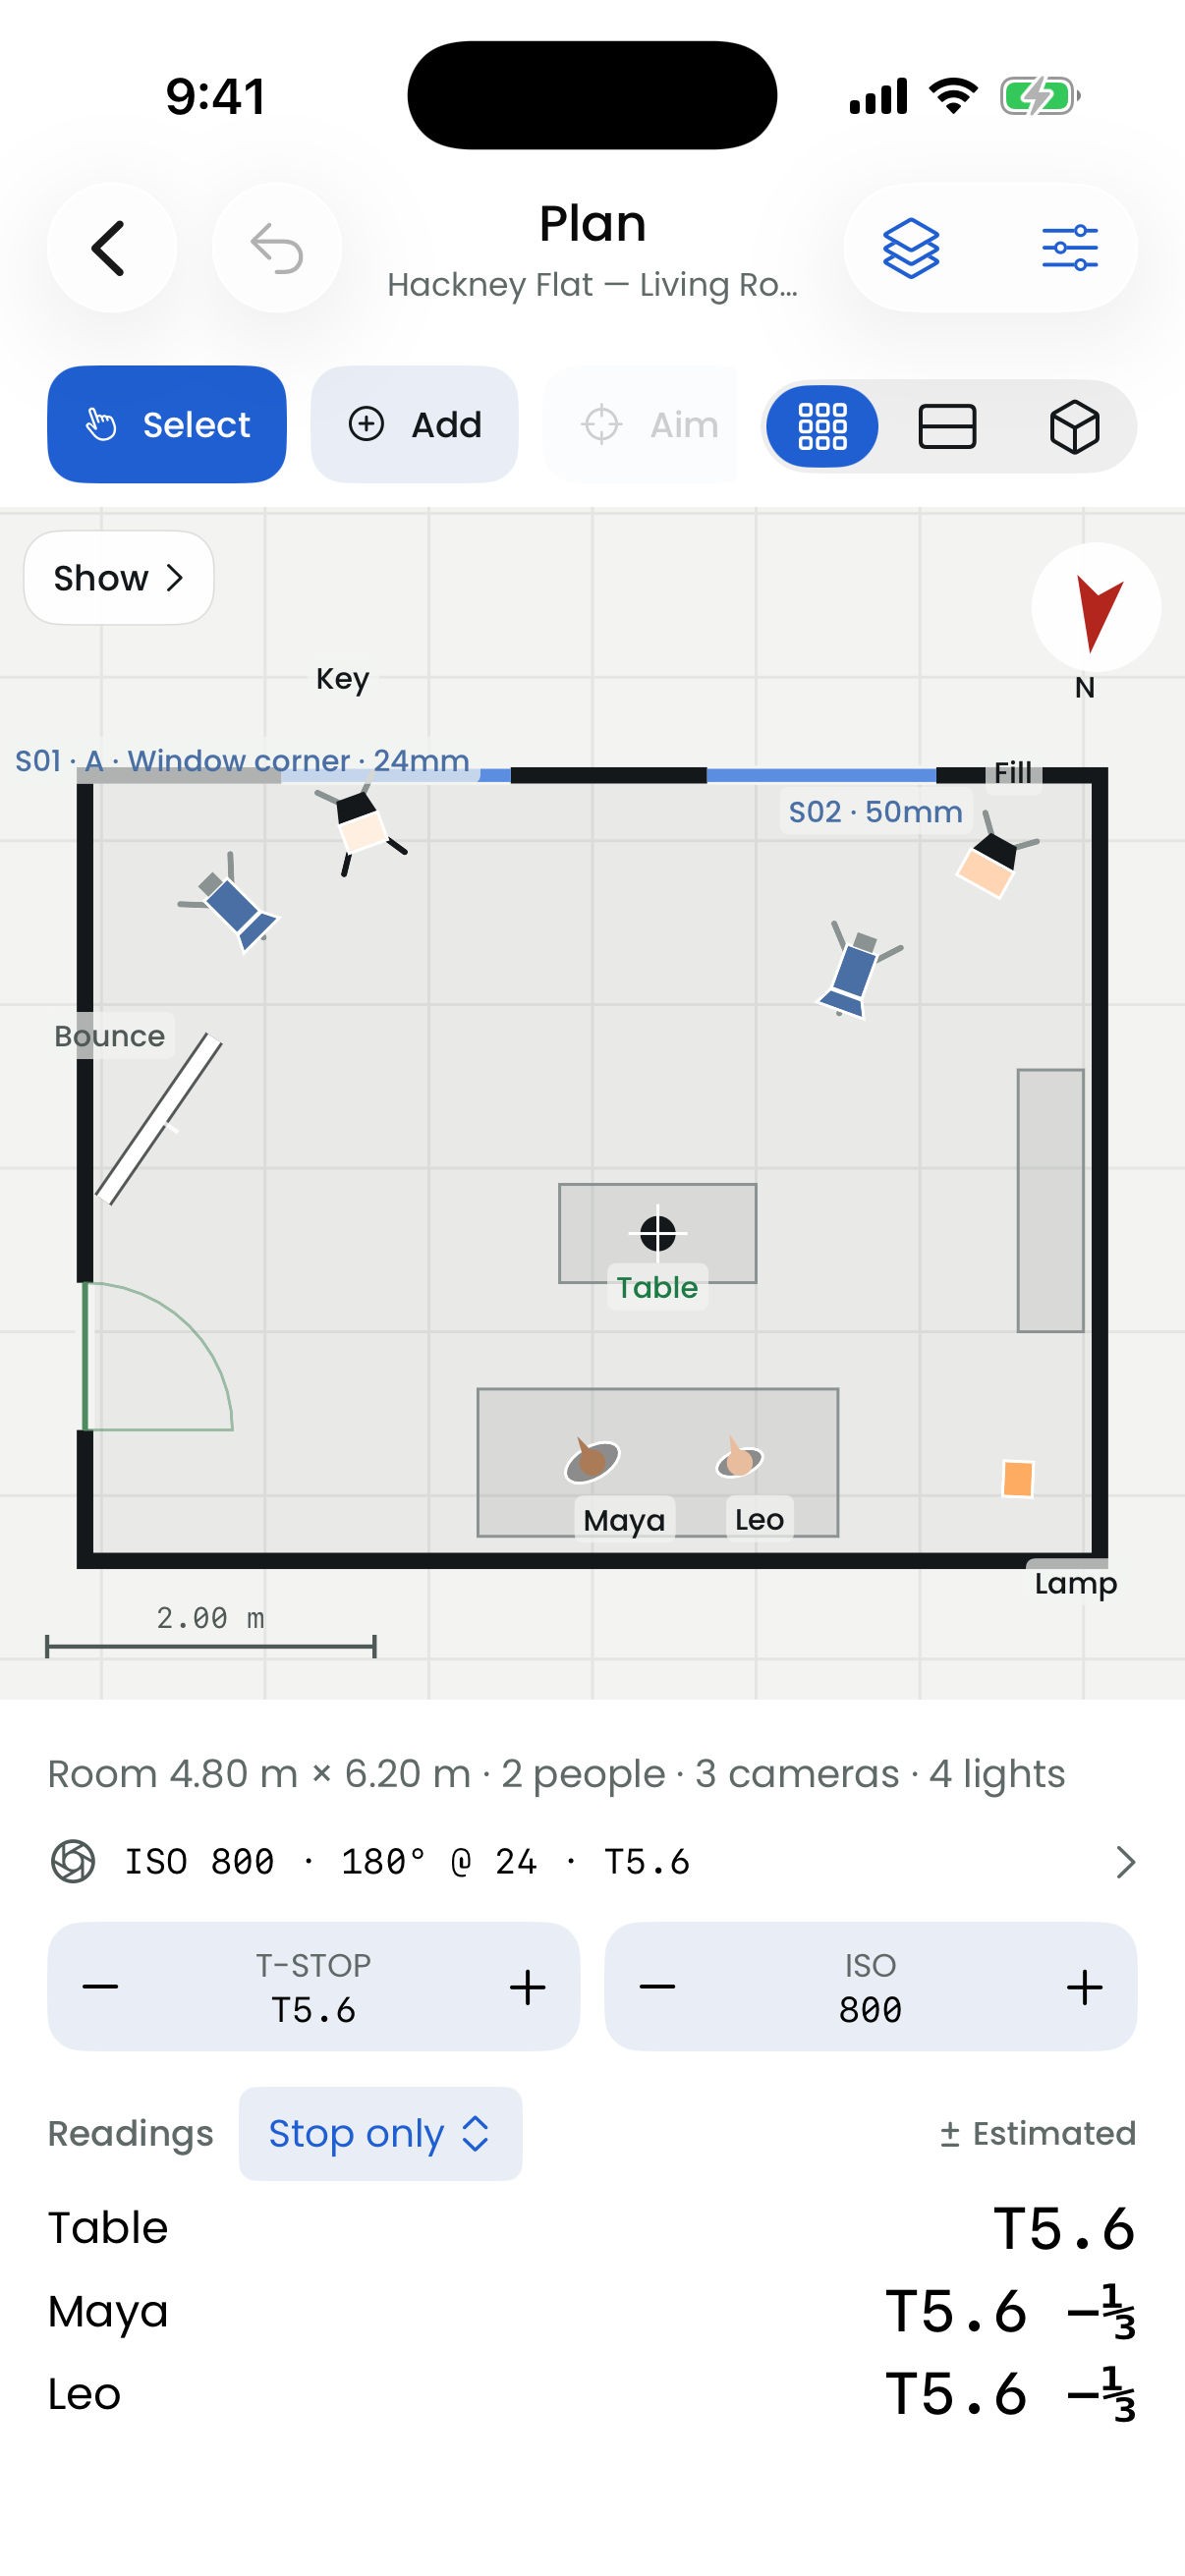 9:41
Plan
Hackney Flat — Living Ro...
Select
Add
Aim
Show
N
Key
S01 · A · Window corner · 24mm
Fill
S02 · 50mm
Bounce
Table
Maya
Leo
Lamp
2.00 m
Room 4.80 m × 6.20 m · 2 people · 3 cameras · 4 lights
ISO 800 · 180° @ 24 · T5.6
T-STOP
T5.6
ISO
800
Readings
Stop only
± Estimated
Table T5.6
Maya T5.6 −⅓
Leo T5.6 −⅓